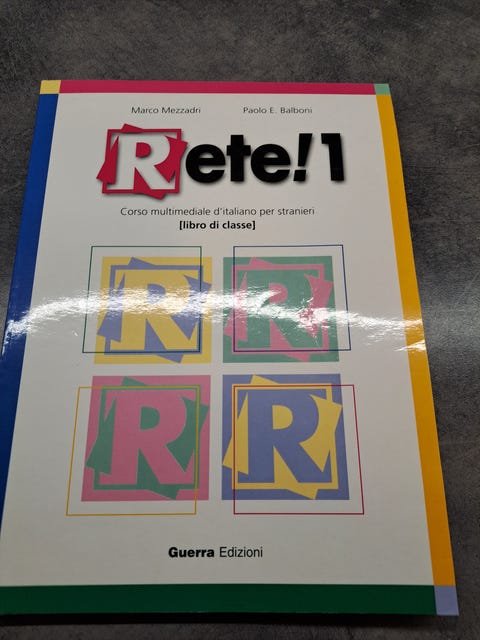 Marco Mezzadri Paolo E. Balboni
Rete! 1
Corso multimediale d'italiano per stranieri
[libro di classe]
R R
R R
Guerra Edizioni